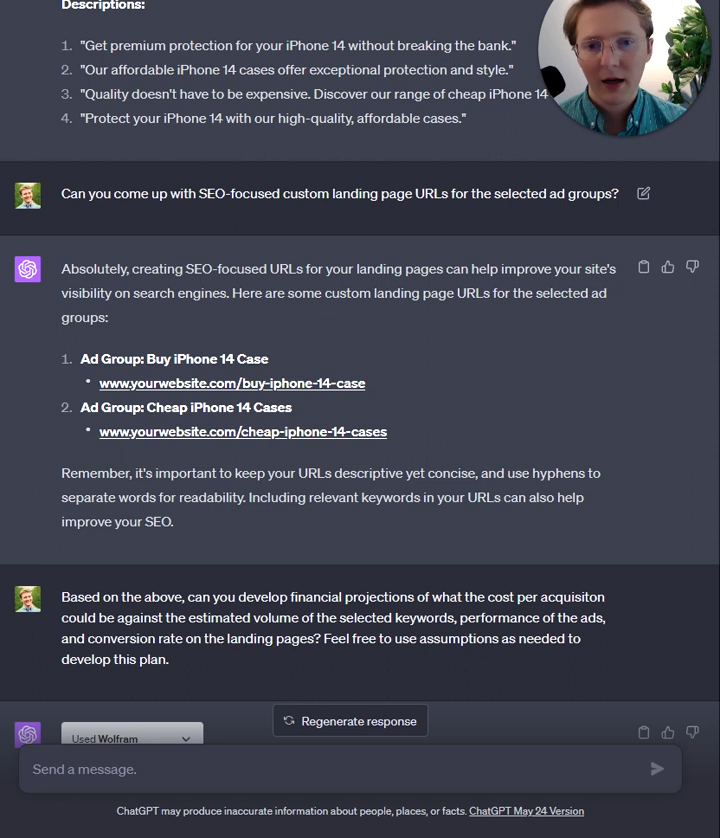 Descriptions:
1. "Get premium protection for your iPhone 14 without breaking the bank."
2. "Our affordable iPhone 14 cases offer exceptional protection and style."
3. "Quality doesn't have to be expensive. Discover our range of cheap iPhone 14
4. "Protect your iPhone 14 with our high-quality, affordable cases."
Can you come up with SEO-focused custom landing page URLs for the selected ad groups?
Absolutely, creating SEO-focused URLs for your landing pages can help improve your site's
visibility on search engines. Here are some custom landing page URLs for the selected ad
groups:
1. Ad Group: Buy iPhone 14 Case
• www.yourwebsite.com/buy-iphone-14-case
2. Ad Group: Cheap iPhone 14 Cases
• www.yourwebsite.com/cheap-iphone-14-cases
Remember, it's important to keep your URLs descriptive yet concise, and use hyphens to
separate words for readability. Including relevant keywords in your URLs can also help
improve your SEO.
Based on the above, can you develop financial projections of what the cost per acquisiton
could be against the estimated volume of the selected keywords, performance of the ads,
and conversion rate on the landing pages? Feel free to use assumptions as needed to
develop this plan.
Regenerate response
Used Wolfram
Send a message.
ChatGPT may produce inaccurate information about people, places, or facts. ChatGPT May 24 Version